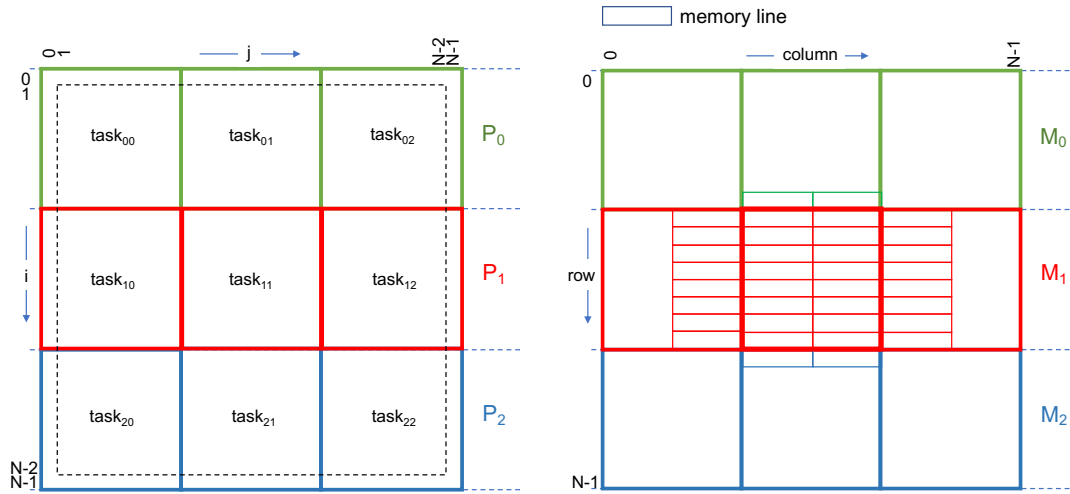 memory line
0
1
j
N-2
N-1
0
column
N-1
0
1
0
task00
task01
task02
P0
M0
i
task10
task11
task12
P1
row
M1
task20
task21
task22
P2
M2
N-2
N-1
N-1